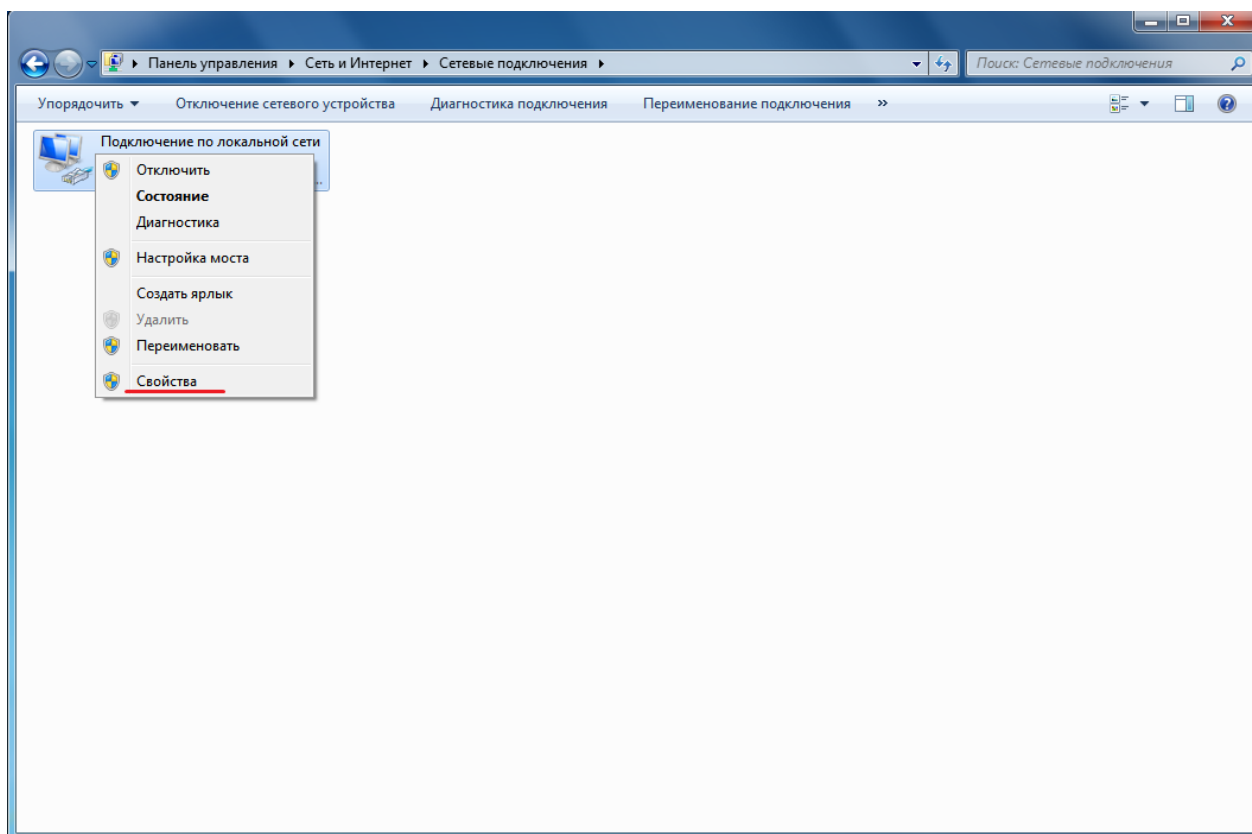 Панель управления Сеть и Интернет Сетевые подключения Поиск: Сетевые подключения
Упорядочить Отключение сетевого устройства Диагностика подключения Переименование подключения »
Подключение по локальной сети
Отключить
Состояние
Диагностика
Настройка моста
Создать ярлык
Удалить
Переименовать
Свойства